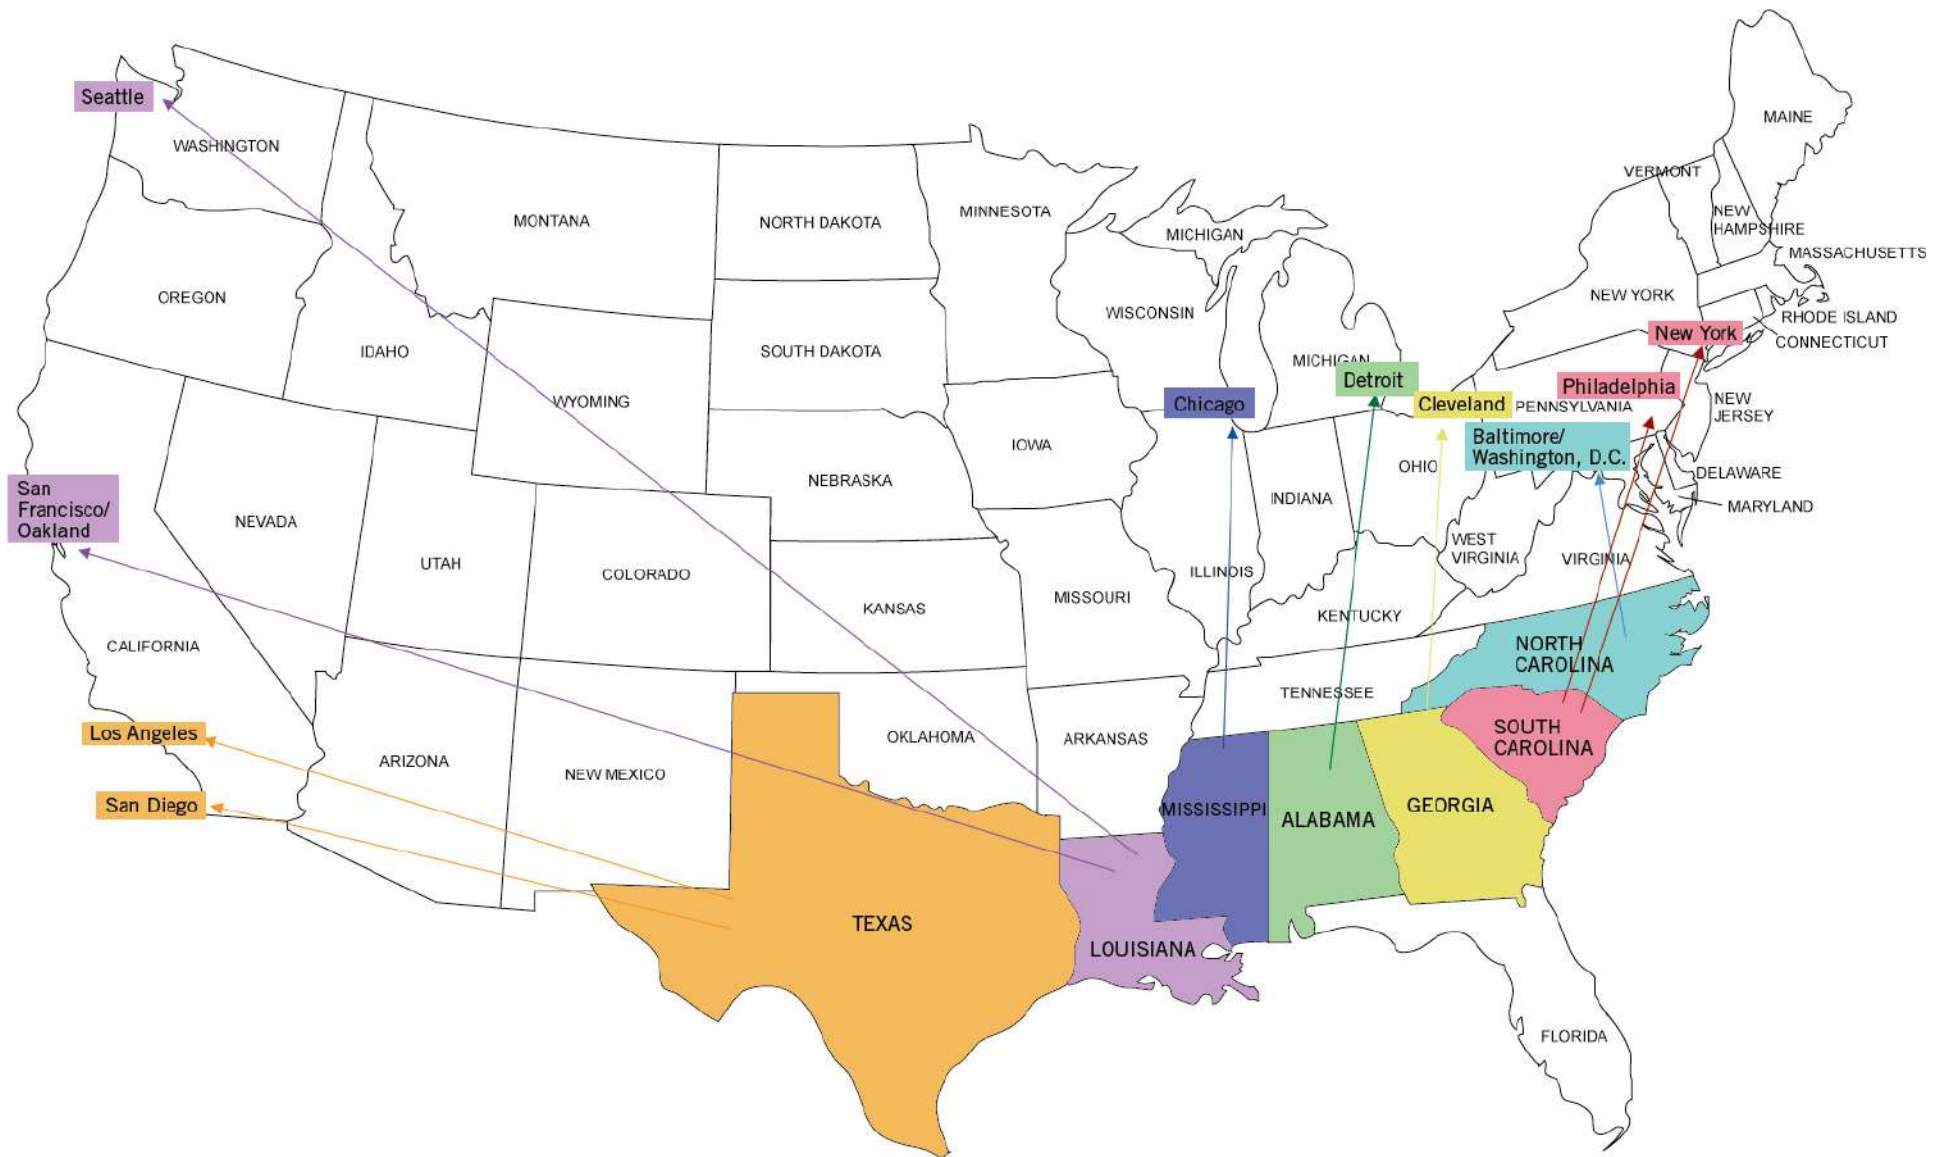 MAINE
Seattle
WASHINGTON
VERMONT
MONTANA
NORTH DAKOTA
MINNESOTA
MICHIGAN
NEW
HAMPSHIRE
MASSACHUSETTS
OREGON
NEW YORK
WISCONSIN
RHODE ISLAND
New York
CONNECTICUT
IDAHO
SOUTH DAKOTA
MICHIGAN
Detroit
Philadelphia
WYOMING
Chicago
Cleveland
PENNSYLVANIA
NEW
JERSEY
IOWA
Baltimore/
Washington, D.C.
OHIO
DELAWARE
NEBRASKA
INDIANA
MARYLAND
San
Francisco/
Oakland
NEVADA
WEST
VIRGINIA
VIRGINIA
UTAH
COLORADO
ILLINOIS
MISSOURI
KANSAS
KENTUCKY
CALIFORNIA
NORTH
CAROLINA
TENNESSEE
Los Angeles
SOUTH
CAROLINA
OKLAHOMA
ARKANSAS
ARIZONA
NEW MEXICO
San Diego
MISSISSIPPI
ALABAMA
GEORGIA
TEXAS
LOUISIANA
FLORIDA